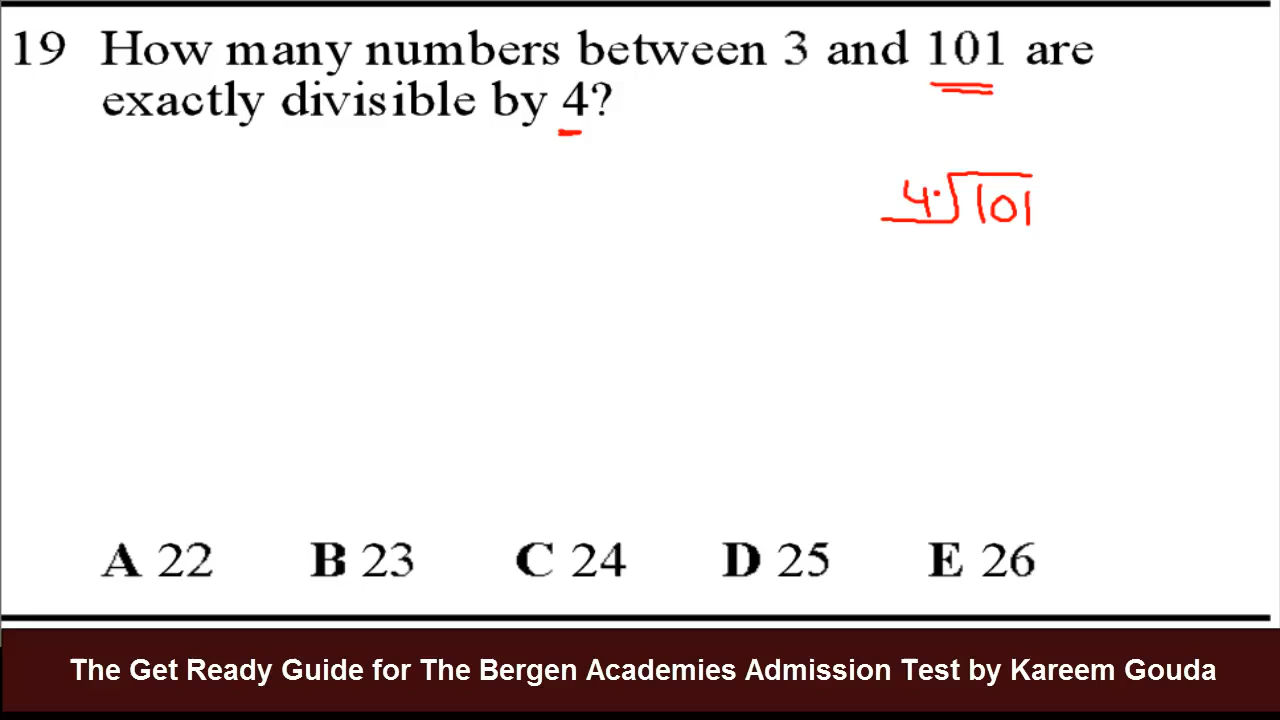 19 How many numbers between 3 and 101 are
exactly divisible by 4?
4 101
A 22 B 23 C 24 D 25 E 26
The Get Ready Guide for The Bergen Academies Admission Test by Kareem Gouda